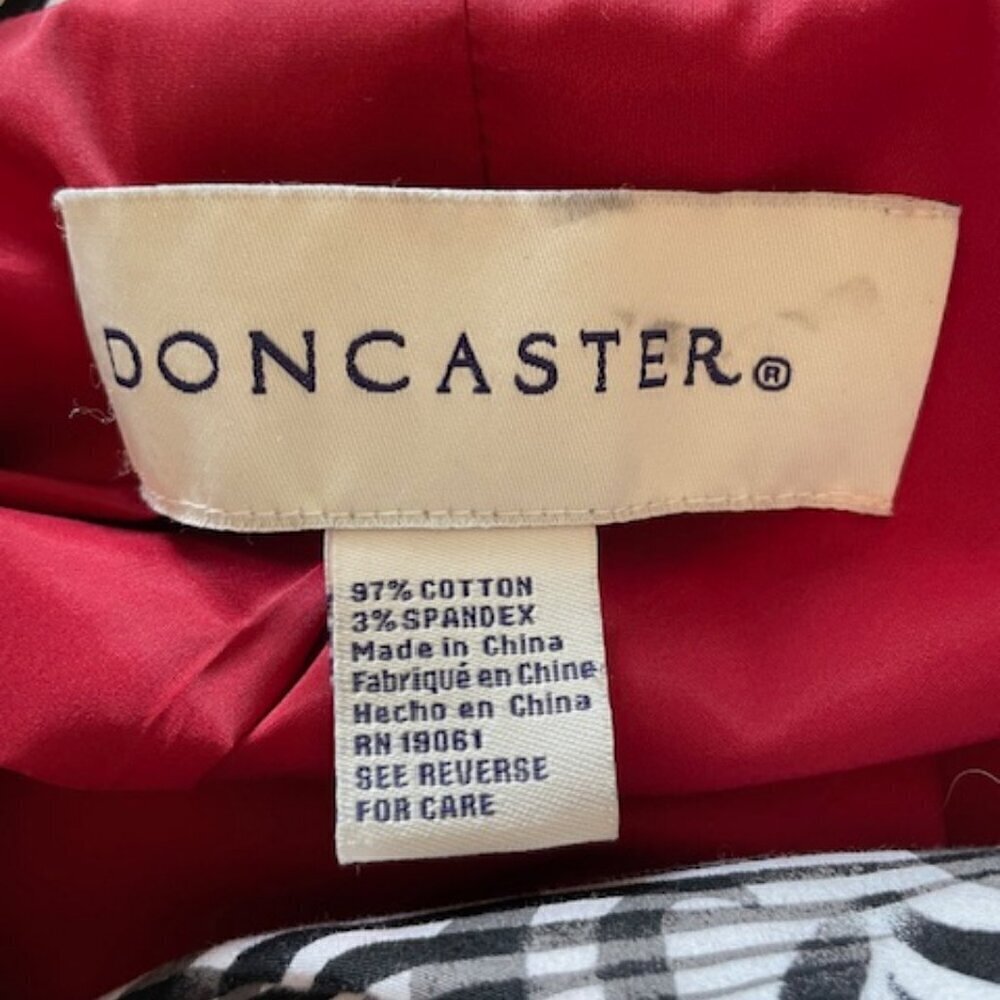 DONCASTER®
97% COTTON
3% SPANDEX
Made in China
Fabriqué en Chine
Hecho en China
RN 19061
SEE REVERSE
FOR CARE